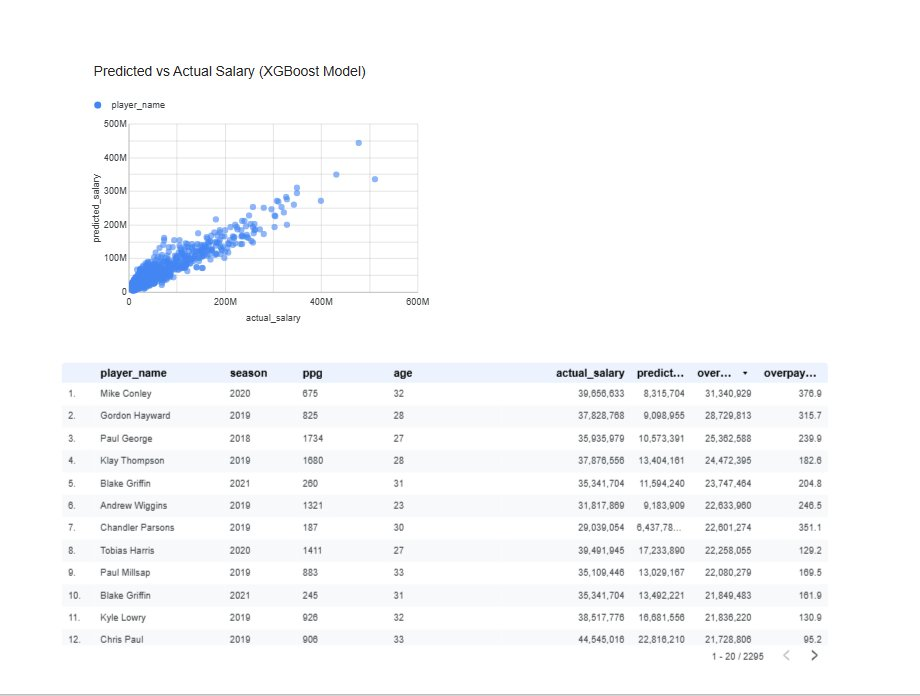 Predicted vs Actual Salary (XGBoost Model)
player_name
500M
400M
300M
200M
100M
0
predicted_salary
0 200M 400M 600M
actual_salary
player_name season ppg age actual_salary predict... over... overpay...
1. Mike Conley 2020 675 32 39,656,633 8,315,704 31,340,929 376.9
2. Gordon Hayward 2019 825 28 37,828,768 9,098,955 28,729,813 315.7
3. Paul George 2018 1734 27 35,935,979 10,573,391 25,362,588 239.9
4. Klay Thompson 2019 1680 28 37,876,556 13,404,161 24,472,395 182.6
5. Blake Griffin 2021 260 31 35,341,704 11,594,240 23,747,464 204.8
6. Andrew Wiggins 2019 1321 23 31,817,869 9,183,909 22,633,960 246.5
7. Chandler Parsons 2019 187 30 29,039,054 6,437,78... 22,601,274 351.1
8. Tobias Harris 2020 1411 27 39,491,945 17,233,890 22,258,055 129.2
9. Paul Millsap 2019 883 33 35,109,446 13,029,167 22,080,279 169.5
10. Blake Griffin 2021 245 31 35,341,704 13,492,221 21,849,483 161.9
11. Kyle Lowry 2019 926 32 38,517,776 16,681,556 21,836,220 130.9
12. Chris Paul 2019 906 33 44,545,016 22,816,210 21,728,806 95.2
1 - 20 / 2295